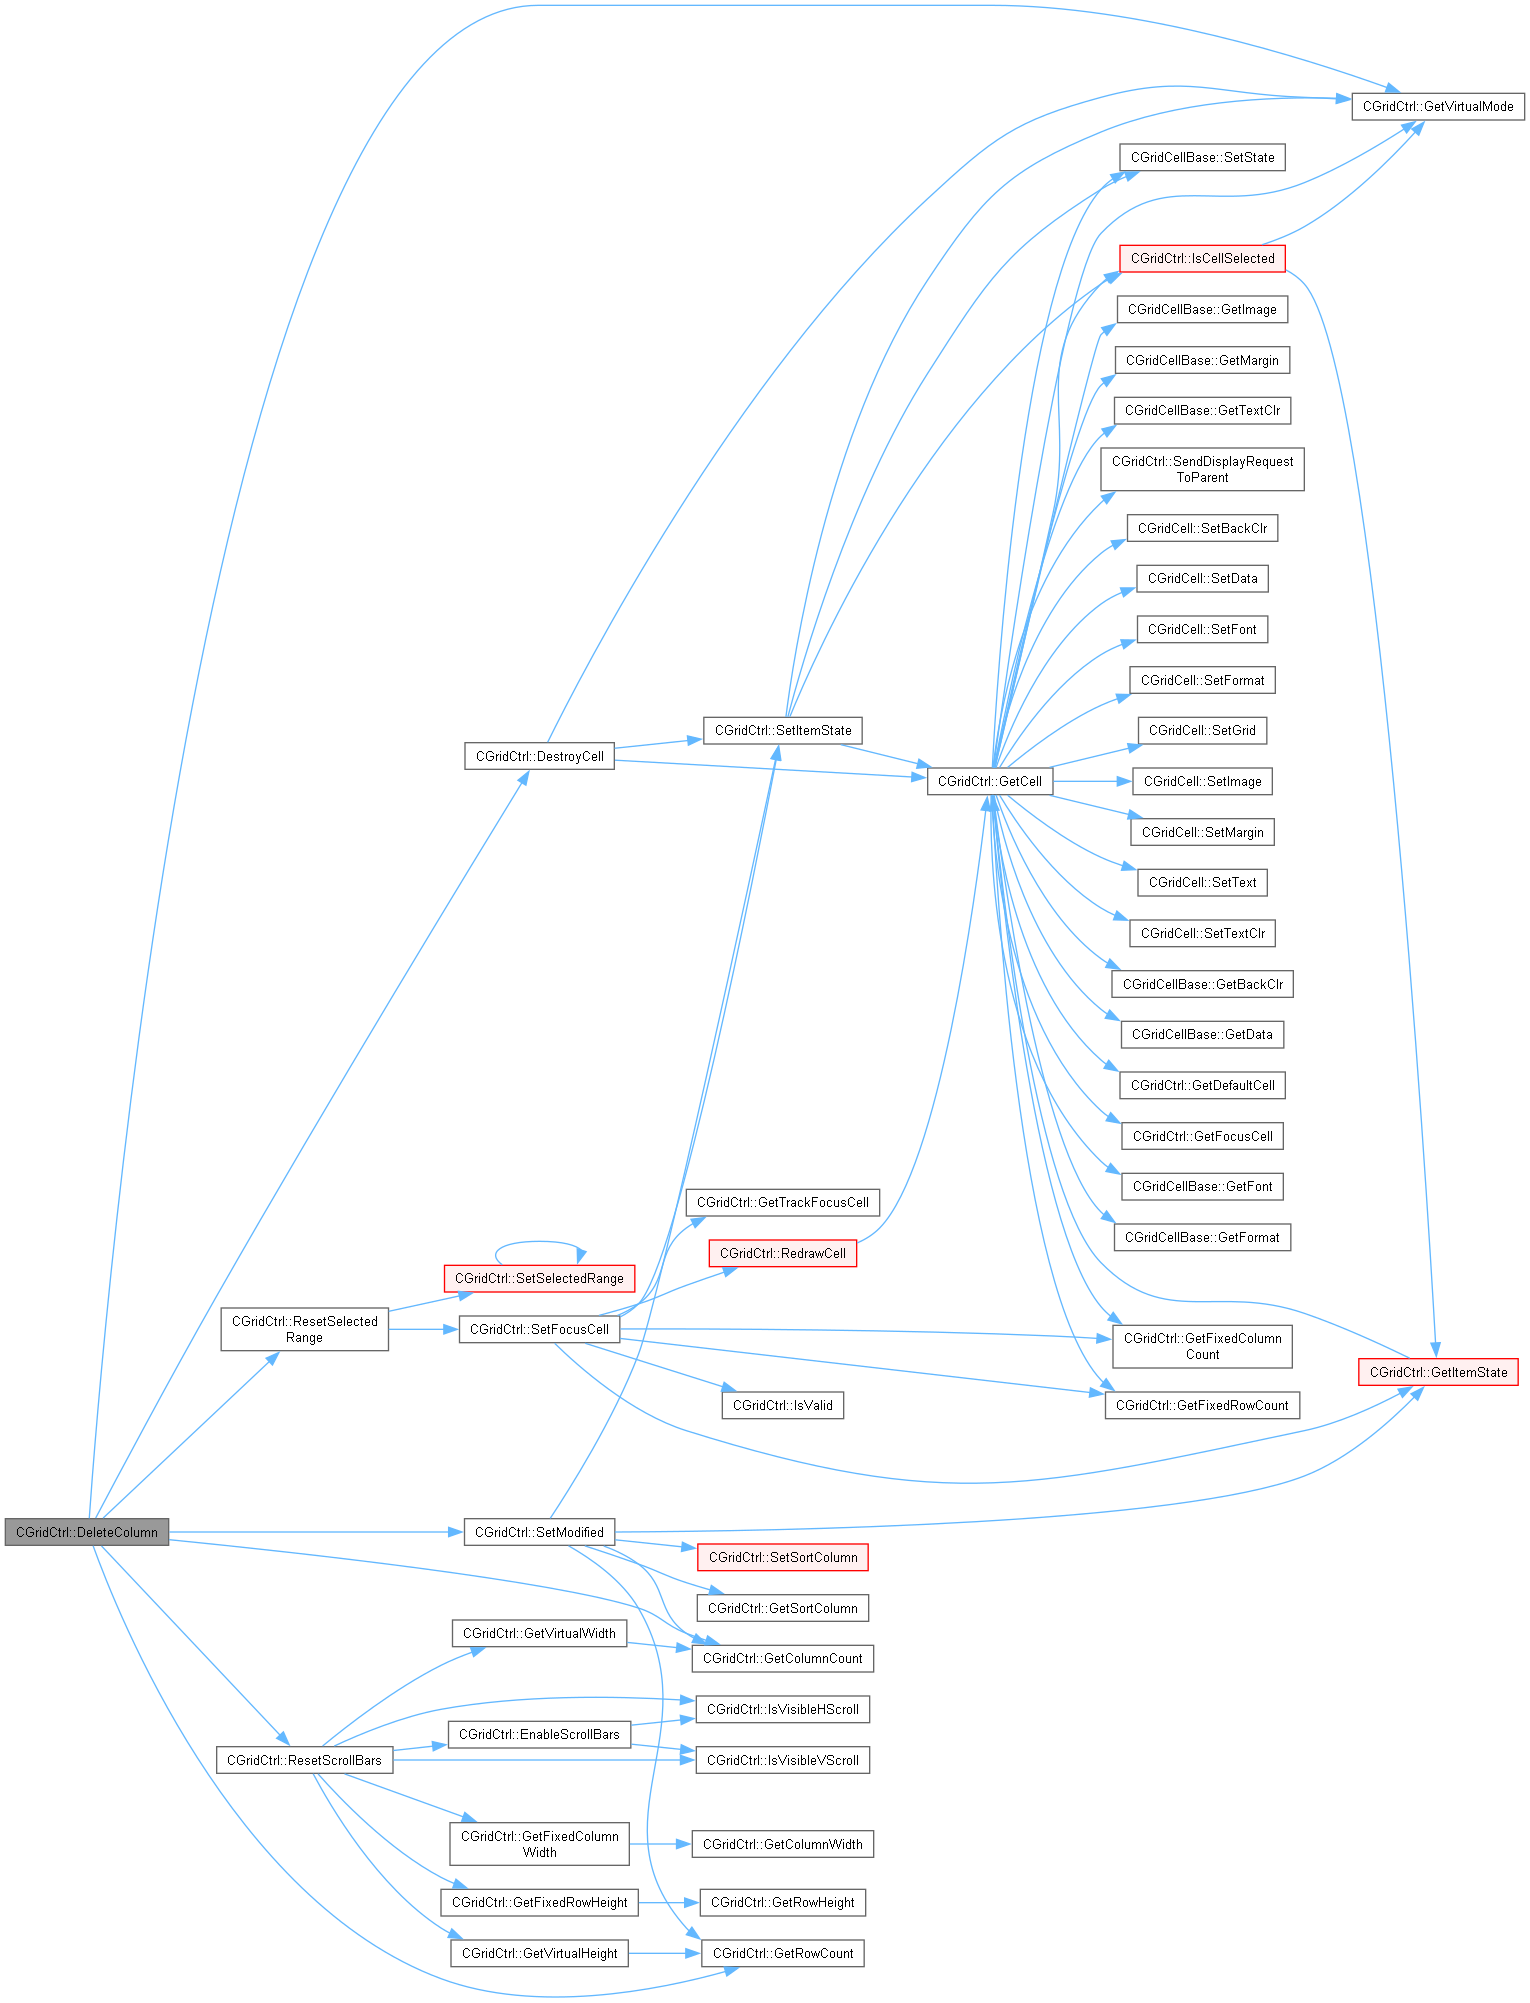 CGridCtrl::GetVirtualMode
CGridCellBase::SetState
CGridCtrl::IsCellSelected
CGridCellBase::GetImage
CGridCellBase::GetMargin
CGridCellBase::GetTextClr
CGridCtrl::SendDisplayRequest
ToParent
CGridCell::SetBackClr
CGridCell::SetData
CGridCell::SetFont
CGridCell::SetFormat
CGridCell::SetGrid
CGridCtrl::SetItemState
CGridCtrl::DestroyCell
CGridCtrl::GetCell
CGridCell::SetImage
CGridCell::SetMargin
CGridCell::SetText
CGridCell::SetTextClr
CGridCellBase::GetBackClr
CGridCellBase::GetData
CGridCtrl::GetDefaultCell
CGridCtrl::GetFocusCell
CGridCellBase::GetFont
CGridCtrl::GetTrackFocusCell
CGridCellBase::GetFormat
CGridCtrl::RedrawCell
CGridCtrl::SetSelectedRange
CGridCtrl::ResetSelected
Range
CGridCtrl::SetFocusCell
CGridCtrl::GetFixedColumn
Count
CGridCtrl::GetItemState
CGridCtrl::IsValid
CGridCtrl::GetFixedRowCount
CGridCtrl::DeleteColumn
CGridCtrl::SetModified
CGridCtrl::SetSortColumn
CGridCtrl::GetSortColumn
CGridCtrl::GetVirtualWidth
CGridCtrl::GetColumnCount
CGridCtrl::IsVisibleHScroll
CGridCtrl::EnableScrollBars
CGridCtrl::ResetScrollBars
CGridCtrl::IsVisibleVScroll
CGridCtrl::GetFixedColumn
Width
CGridCtrl::GetColumnWidth
CGridCtrl::GetFixedRowHeight
CGridCtrl::GetRowHeight
CGridCtrl::GetVirtualHeight
CGridCtrl::GetRowCount